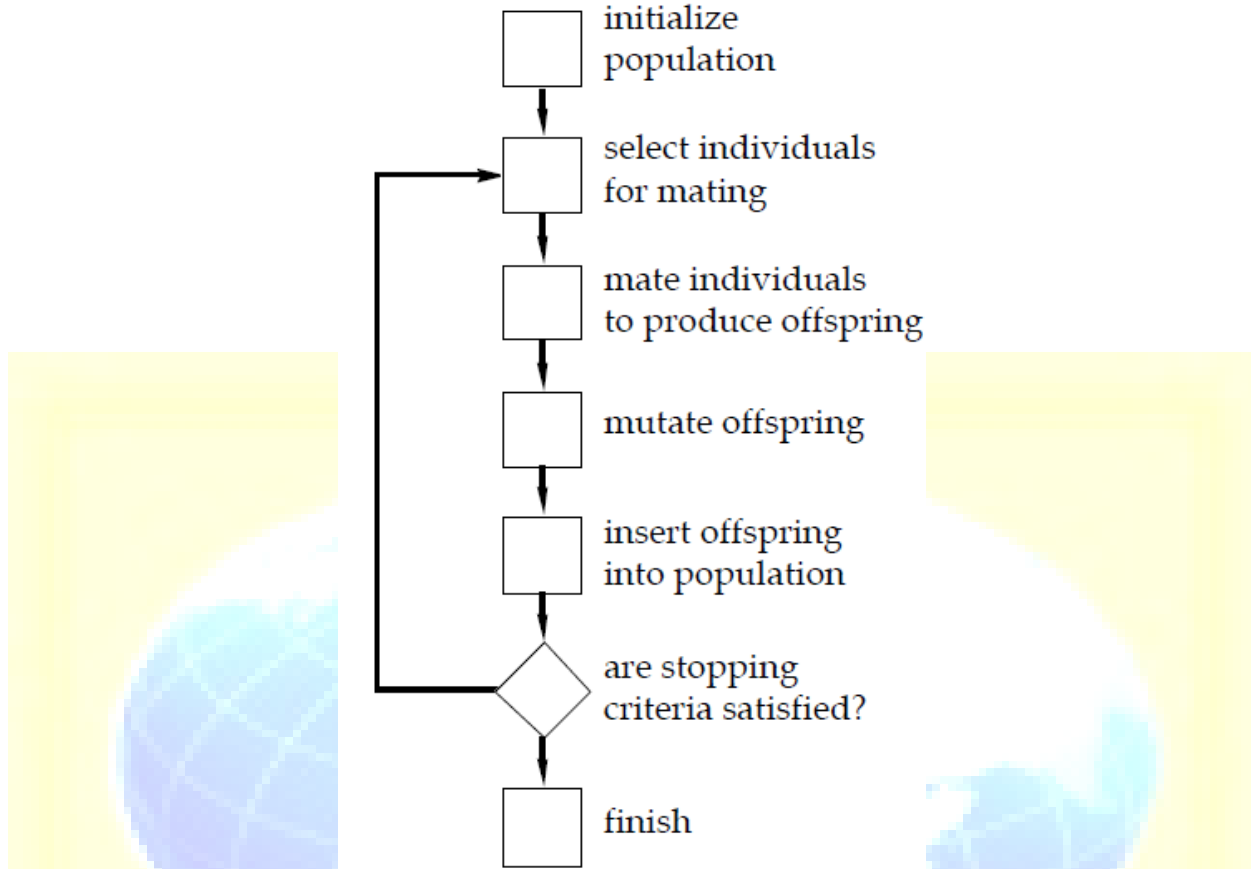 initialize
population
select individuals
for mating
mate individuals
to produce offspring
mutate offspring
insert offspring
into population
are stopping
criteria satisfied?
finish